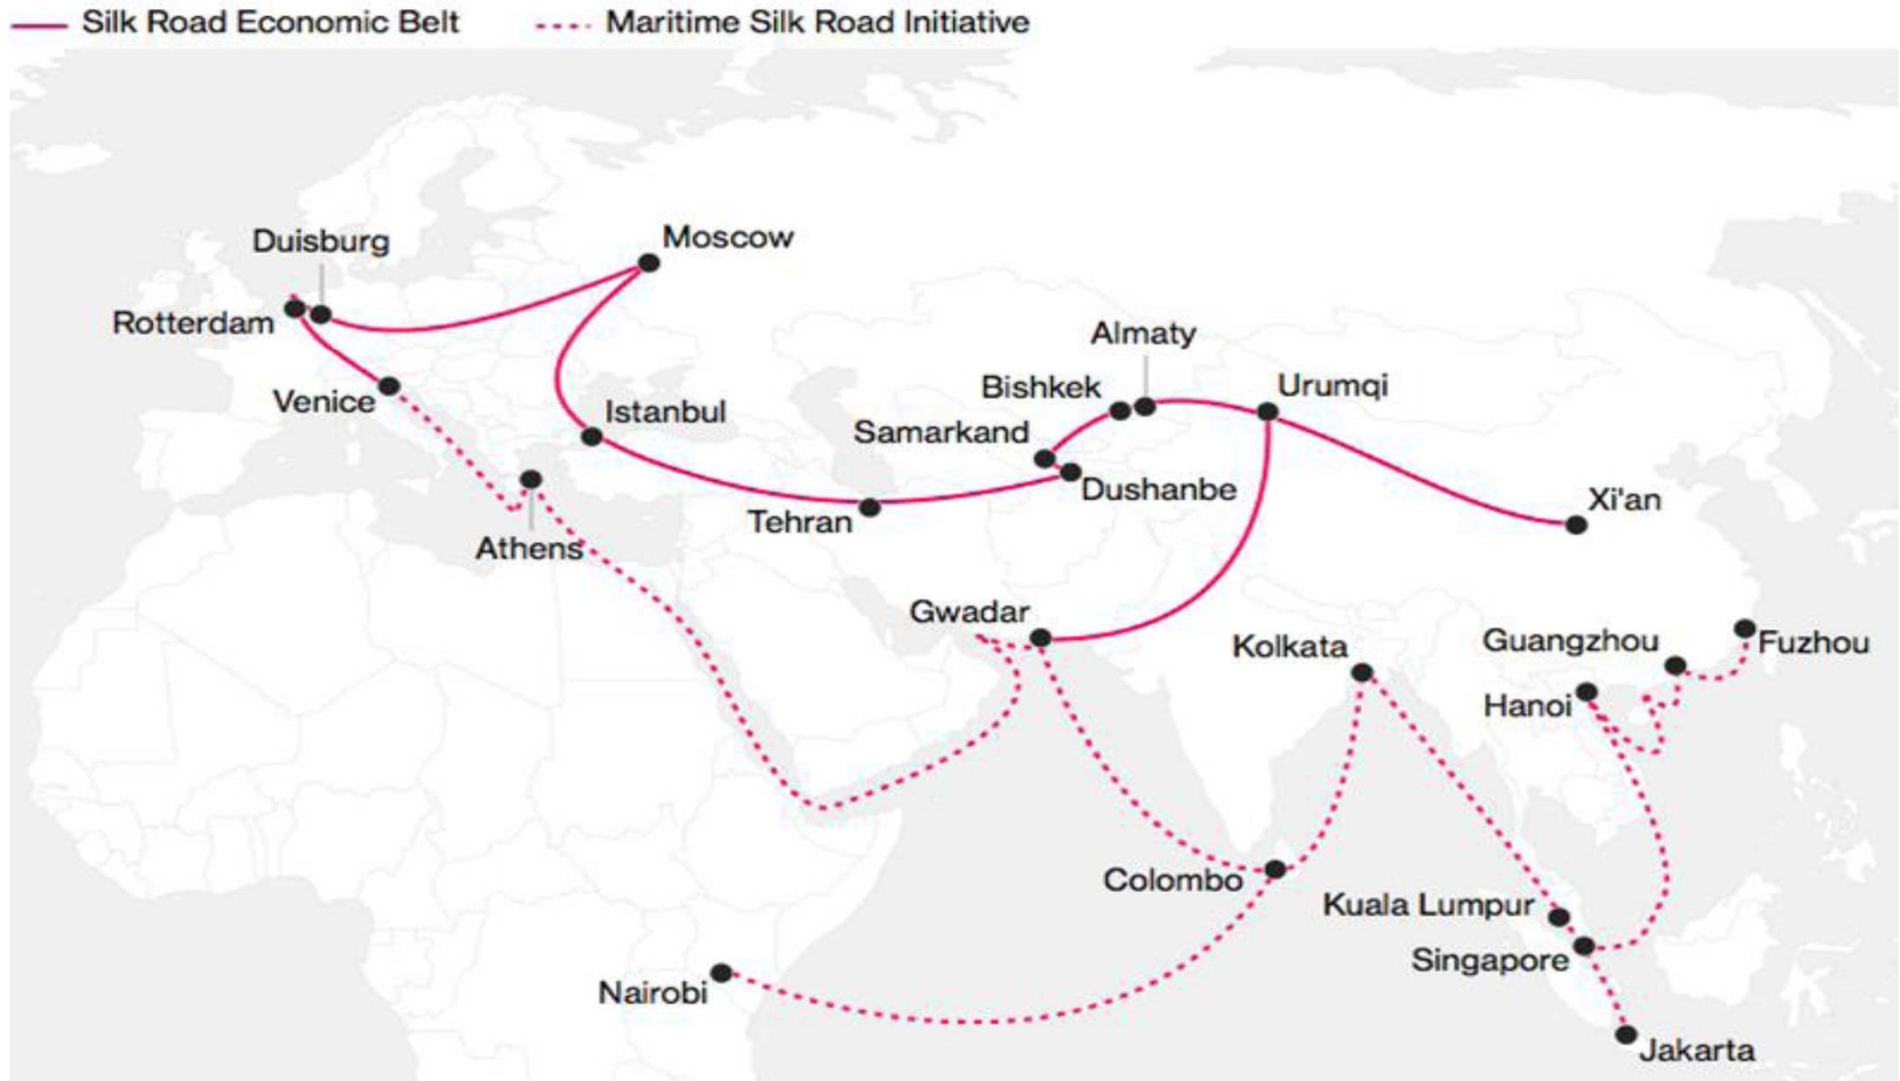 Silk Road Economic Belt
Maritime Silk Road Initiative
Duisburg
Moscow
Rotterdam
Almaty
Venice
Bishkek
Urumqi
Istanbul
Samarkand
Dushanbe
Xi'an
Tehran
Athens
Gwadar
Kolkata
Guangzhou
Fuzhou
Hanoi
Colombo
Kuala Lumpur
Singapore
Nairobi
Jakarta